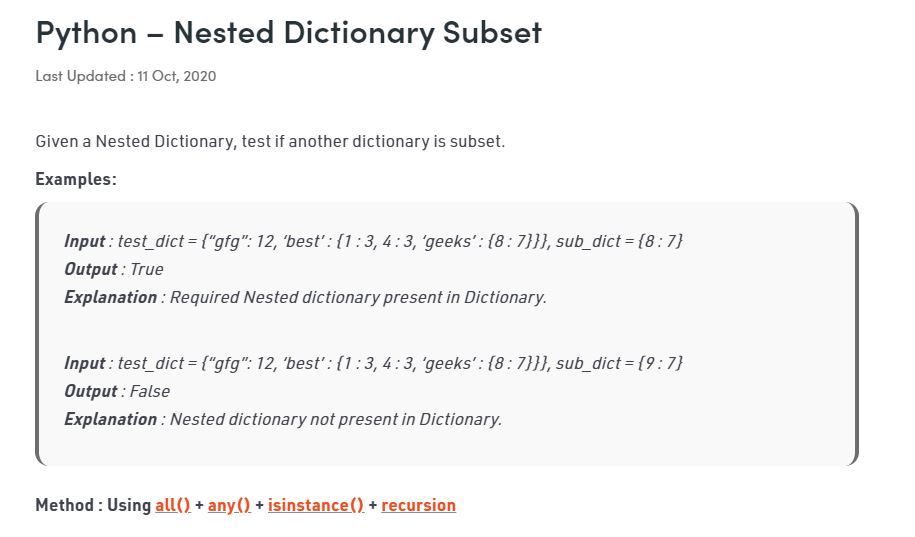 Python – Nested Dictionary Subset
Last Updated : 11 Oct, 2020
Given a Nested Dictionary, test if another dictionary is subset.
Examples:
Input : test_dict = {“gfg”: 12, ‘best’ : {1 : 3, 4 : 3, ‘geeks’ : {8 : 7}}}, sub_dict = {8 : 7}
Output : True
Explanation : Required Nested dictionary present in Dictionary.
Input : test_dict = {“gfg”: 12, ‘best’ : {1 : 3, 4 : 3, ‘geeks’ : {8 : 7}}}, sub_dict = {9 : 7}
Output : False
Explanation : Nested dictionary not present in Dictionary.
Method : Using all() + any() + isinstance() + recursion